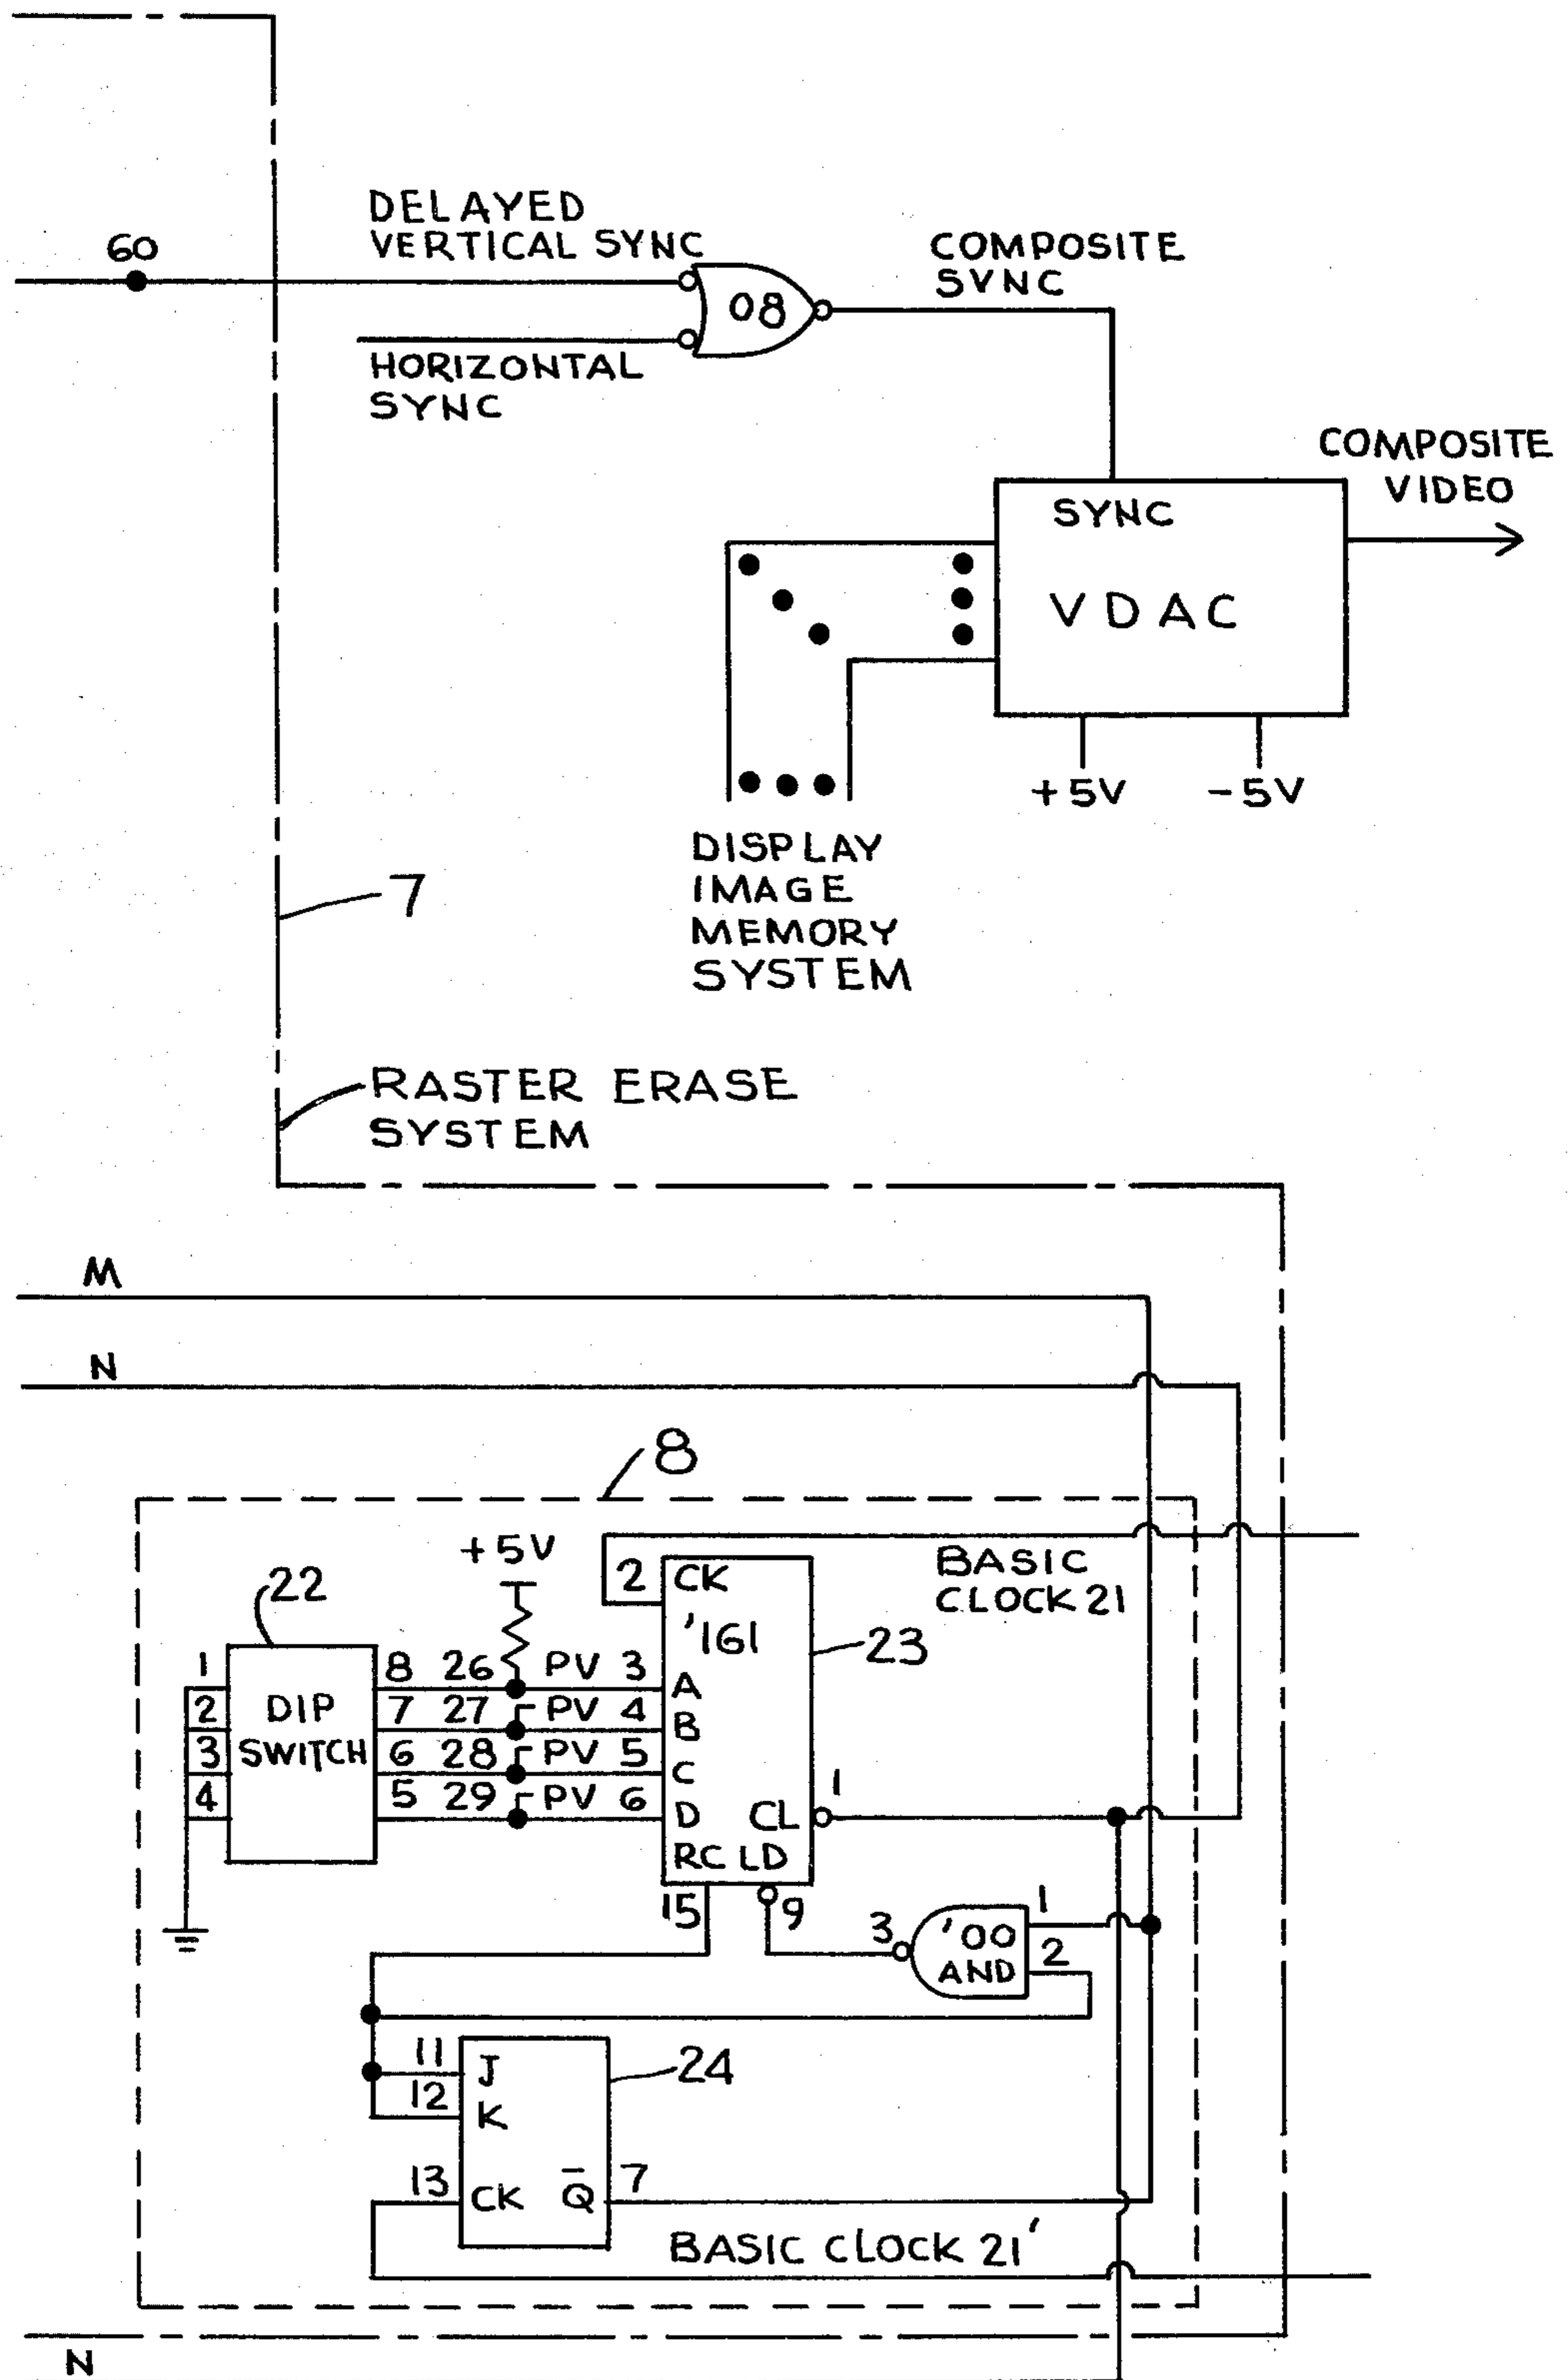 60
DELAYED
VERTICAL SYNC
08
COMPOSITE
SYNC
HORIZONTAL
SYNC
COMPOSITE
VIDEO
SYNC
VDAC
+5V
-5V
DISPLAY
IMAGE
MEMORY
SYSTEM
7
RASTER ERASE
SYSTEM
M
N
8
+5V
2
CK
BASIC
CLOCK 21
22
'161
23
1
DIP
SWITCH
8 26 PV 3 A
2
7 27 PV 4 B
3
6 28 PV 5 C
4
5 29 PV 6 D
CL
1
RC LD
15
9
3
'00
AND
1
2
11
J
24
12
K
13
CK
Q̅
7
BASIC CLOCK 21'
N